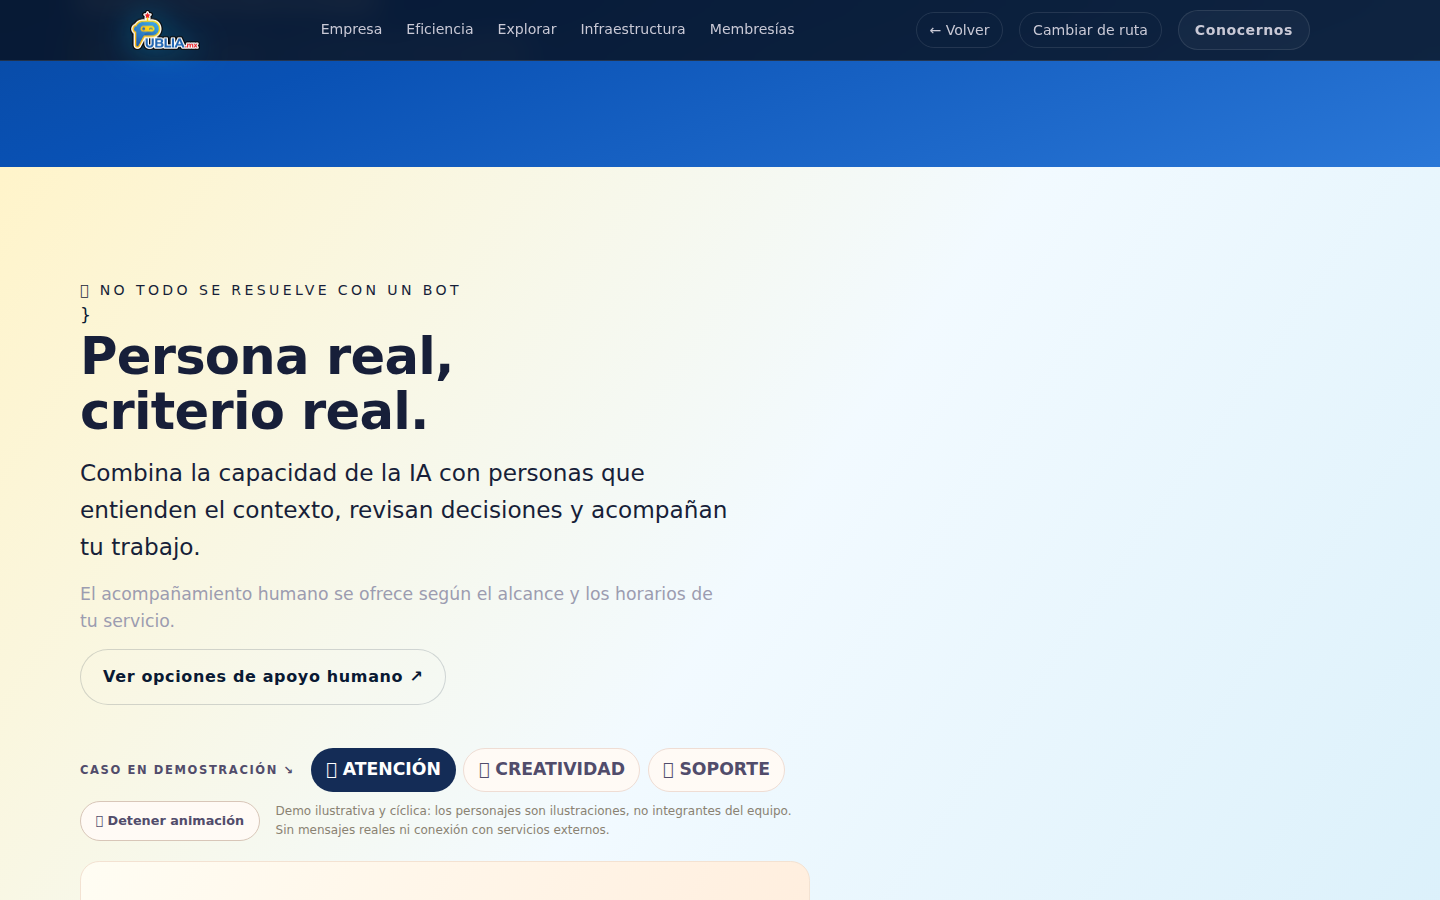 PUBLIA.mx
Empresa Eficiencia Explorar Infraestructura Membresías ← Volver Cambiar de ruta Conocernos
NO TODO SE RESUELVE CON UN BOT
}
Persona real,
criterio real.
Combina la capacidad de la IA con personas que
entienden el contexto, revisan decisiones y acompañan
tu trabajo.
El acompañamiento humano se ofrece según el alcance y los horarios de
tu servicio.
Ver opciones de apoyo humano ↗
CASO EN DEMOSTRACIÓN ↘ ATENCIÓN CREATIVIDAD SOPORTE
Detener animación
Demo ilustrativa y cíclica: los personajes son ilustraciones, no integrantes del equipo.
Sin mensajes reales ni conexión con servicios externos.